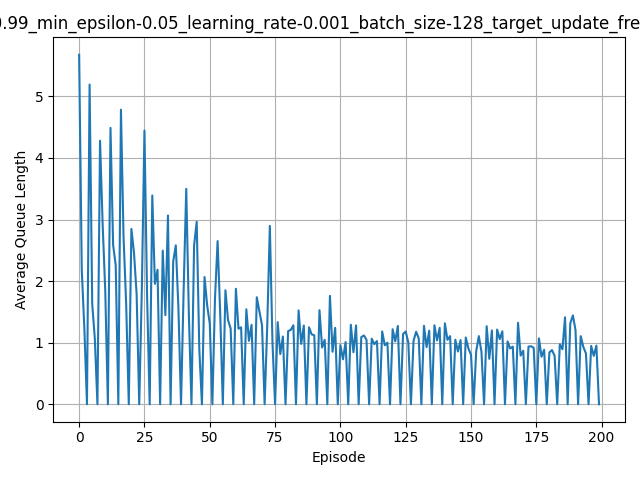 0.99_min_epsilon-0.05_learning_rate-0.001_batch_size-128_target_update_fre
Average Queue Length
5
4
3
2
1
0
0 25 50 75 100 125 150 175 200
Episode